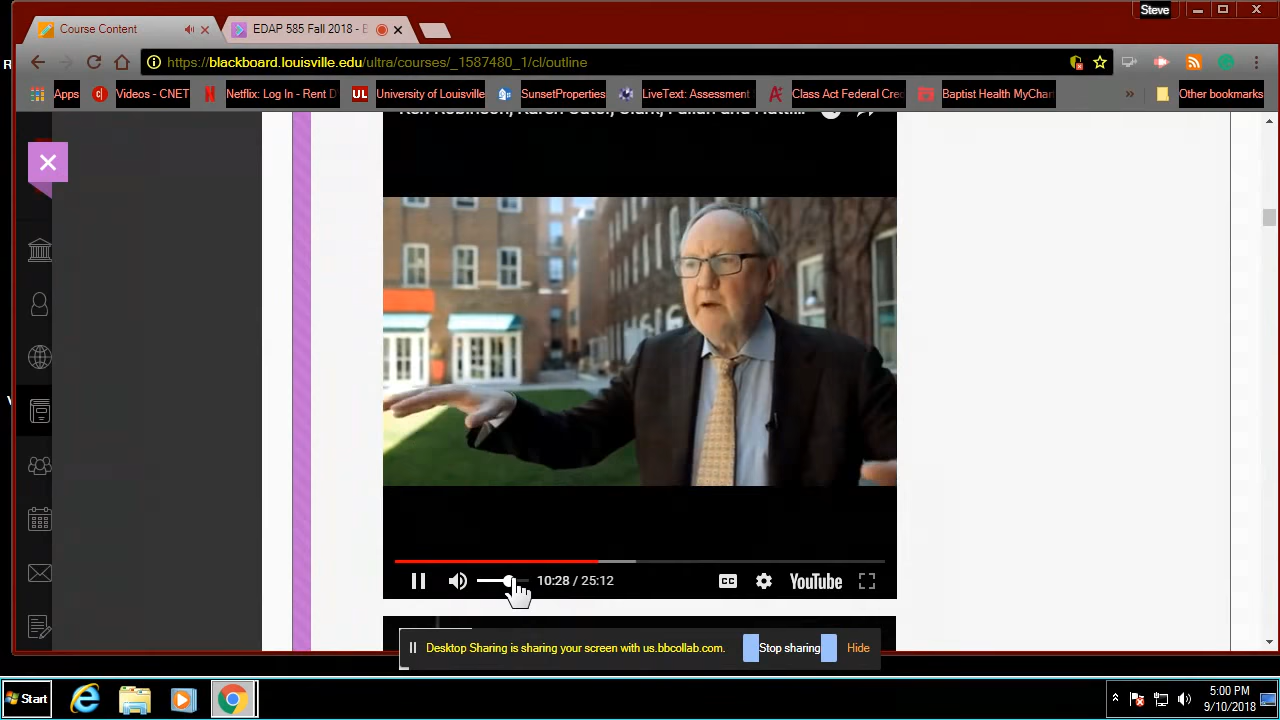 Steve
Course Content
EDAP 585 Fall 2018 - B
https://blackboard.louisville.edu/ultra/courses/_1587480_1/cl/outline
Apps
Videos - CNET
Netflix: Log In - Rent D
University of Louisville
SunsetProperties
LiveText: Assessment
Class Act Federal Cre
Baptist Health MyChar
»
Other bookmarks
10:28 / 25:12
CC
YouTube
Desktop Sharing is sharing your screen with us.bbcollab.com.
Stop sharing
Hide
Start
5:00 PM
9/10/2018